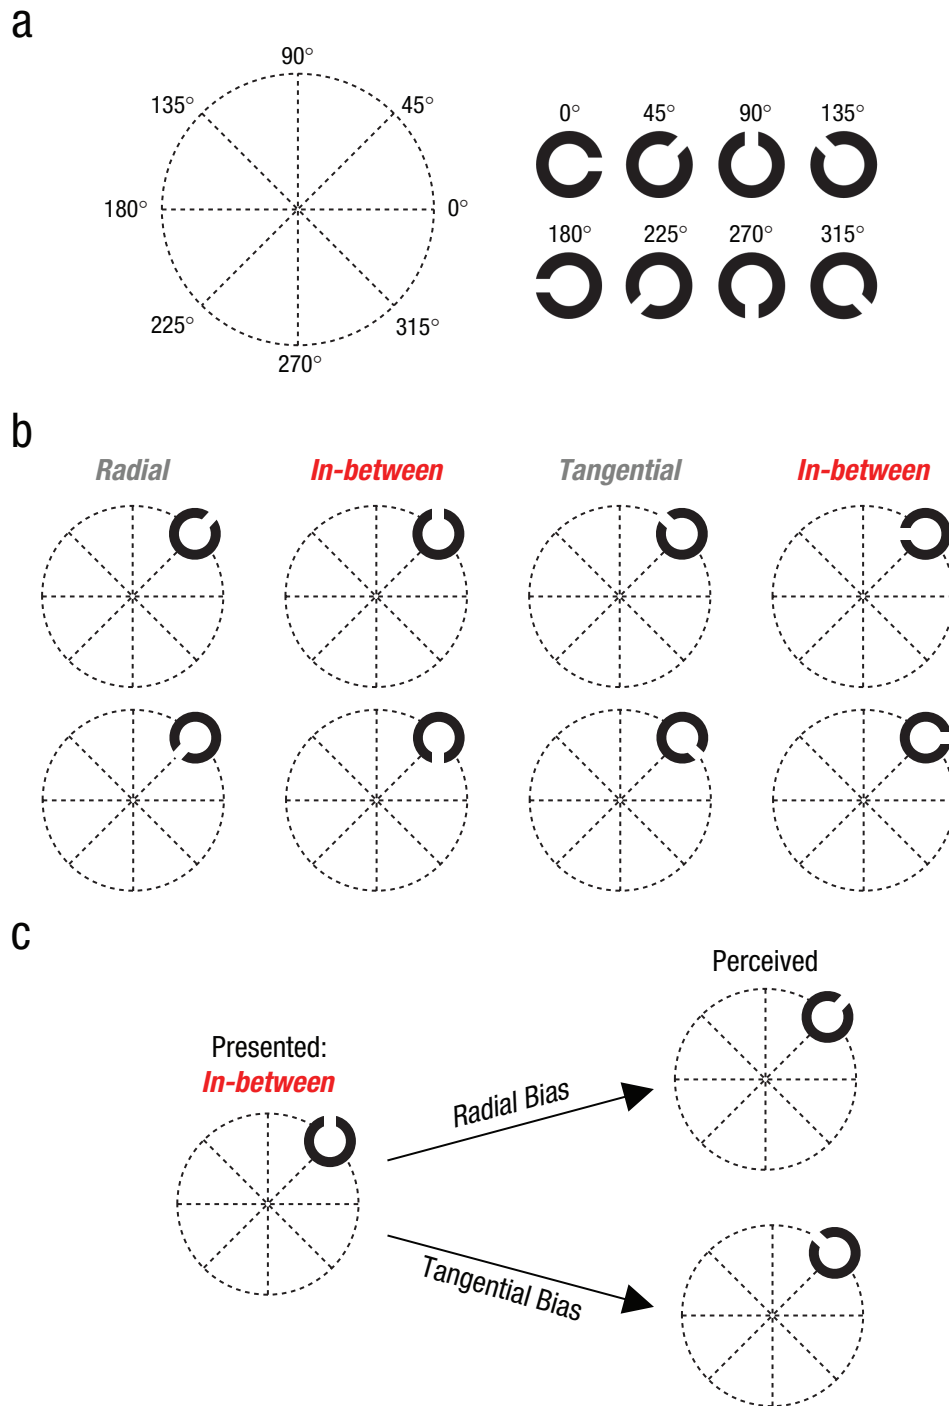 a
90°
135°
45°
180°
0°
225°
315°
270°
0° 45° 90° 135°
180° 225° 270° 315°
b
Radial In-between Tangential In-between
c
Perceived
Presented:
In-between
Radial Bias
Tangential Bias